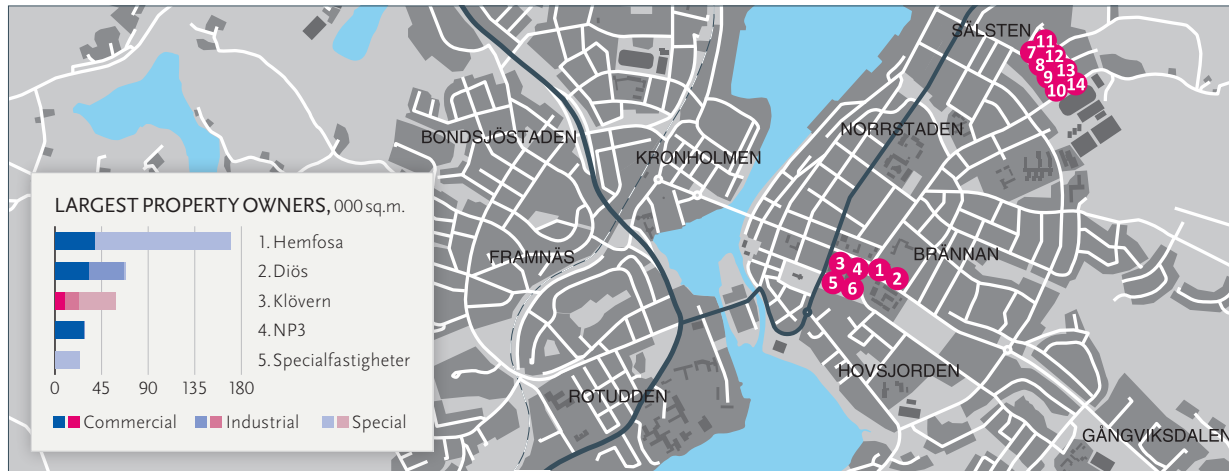 SÄLSTEN
11
7
12
8
13
9
14
10
NORRSTADEN
BONDSJÖSTADEN
KRONHOLMEN
BRÄNNAN
FRAMNÄS
3
4
1
5
6
2
HOVSJORDEN
ROTUDDEN
GÅNGVIKSDALEN
LARGEST PROPERTY OWNERS, 000 sq.m.
1. Hemfosa
2. Diös
3. Klövern
4. NP3
5. Specialfastigheter
0 45 90 135 180
Commercial Industrial Special